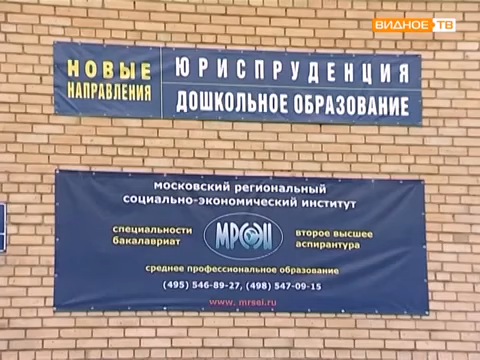 ВИДНОЕ ТВ
НОВЫЕ НАПРАВЛЕНИЯ
ЮРИСПРУДЕНЦИЯ
ДОШКОЛЬНОЕ ОБРАЗОВАНИЕ
МОСКОВСКИЙ РЕГИОНАЛЬНЫЙ
СОЦИАЛЬНО-ЭКОНОМИЧЕСКИЙ ИНСТИТУТ
СПЕЦИАЛЬНОСТИ
БАКАЛАВРИАТ
МРСЭИ
ВТОРОЕ ВЫСШЕЕ
АСПИРАНТУРА
СРЕДНЕЕ ПРОФЕССИОНАЛЬНОЕ ОБРАЗОВАНИЕ
(495) 546-89-27, (498) 547-09-15
www. mrsei.ru